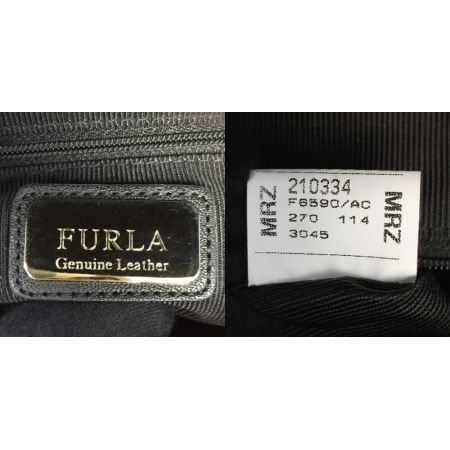 FURLA
Genuine Leather
MRZ
210334
F6590/AC
270 114
3045
MRZ